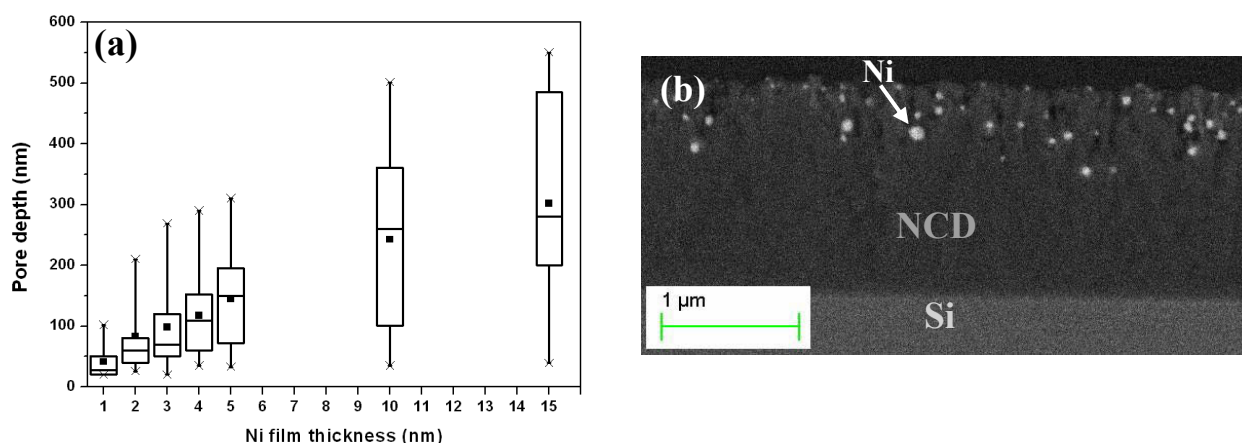 (a)
Pore depth (nm)
600
500
400
300
200
100
0
1 2 3 4 5 6 7 8 9 10 11 12 13 14 15
Ni film thickness (nm)
(b)
Ni
NCD
1 µm
Si